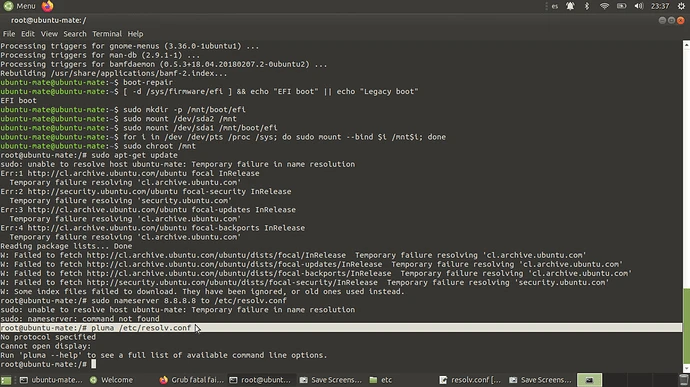 Menu
es
23:37
root@ubuntu-mate: /
File Edit View Search Terminal Help
Processing triggers for gnome-menus (3.36.0-1ubuntu1) ...
Processing triggers for man-db (2.9.1-1) ...
Processing triggers for bamfdaemon (0.5.3+18.04.20180207.2-0ubuntu2) ...
Rebuilding /usr/share/applications/bamf-2.index...
ubuntu-mate@ubuntu-mate:~$ boot-repair
ubuntu-mate@ubuntu-mate:~$ [ -d /sys/firmware/efi ] && echo "EFI boot" || echo "Legacy boot"
EFI boot
ubuntu-mate@ubuntu-mate:~$ sudo mkdir -p /mnt/boot/efi
ubuntu-mate@ubuntu-mate:~$ sudo mount /dev/sda2 /mnt
ubuntu-mate@ubuntu-mate:~$ sudo mount /dev/sda1 /mnt/boot/efi
ubuntu-mate@ubuntu-mate:~$ for i in /dev /dev/pts /proc /sys; do sudo mount --bind $i /mnt$i; done
ubuntu-mate@ubuntu-mate:~$ sudo chroot /mnt
root@ubuntu-mate:/# sudo apt-get update
sudo: unable to resolve host ubuntu-mate: Temporary failure in name resolution
Err:1 http://cl.archive.ubuntu.com/ubuntu focal InRelease
Temporary failure resolving 'cl.archive.ubuntu.com'
Err:2 http://security.ubuntu.com/ubuntu focal-security InRelease
Temporary failure resolving 'security.ubuntu.com'
Err:3 http://cl.archive.ubuntu.com/ubuntu focal-updates InRelease
Temporary failure resolving 'cl.archive.ubuntu.com'
Err:4 http://cl.archive.ubuntu.com/ubuntu focal-backports InRelease
Temporary failure resolving 'cl.archive.ubuntu.com'
Reading package lists... Done
W: Failed to fetch http://cl.archive.ubuntu.com/ubuntu/dists/focal/InRelease Temporary failure resolving 'cl.archive.ubuntu.com'
W: Failed to fetch http://cl.archive.ubuntu.com/ubuntu/dists/focal-updates/InRelease Temporary failure resolving 'cl.archive.ubuntu.com'
W: Failed to fetch http://cl.archive.ubuntu.com/ubuntu/dists/focal-backports/InRelease Temporary failure resolving 'cl.archive.ubuntu.com'
W: Failed to fetch http://security.ubuntu.com/ubuntu/dists/focal-security/InRelease Temporary failure resolving 'security.ubuntu.com'
W: Some index files failed to download. They have been ignored, or old ones used instead.
root@ubuntu-mate:/# sudo nameserver 8.8.8.8 to /etc/resolv.conf
sudo: unable to resolve host ubuntu-mate: Temporary failure in name resolution
sudo: nameserver: command not found
root@ubuntu-mate:/# pluma /etc/resolv.conf
No protocol specified
Cannot open display:
Run 'pluma --help' to see a full list of available command line options.
root@ubuntu-mate:/#
ubuntu-mate... Welcome Grub fatal fai... root@ubuntu-... Save Screens... etc resolv.conf [... Save Screens...